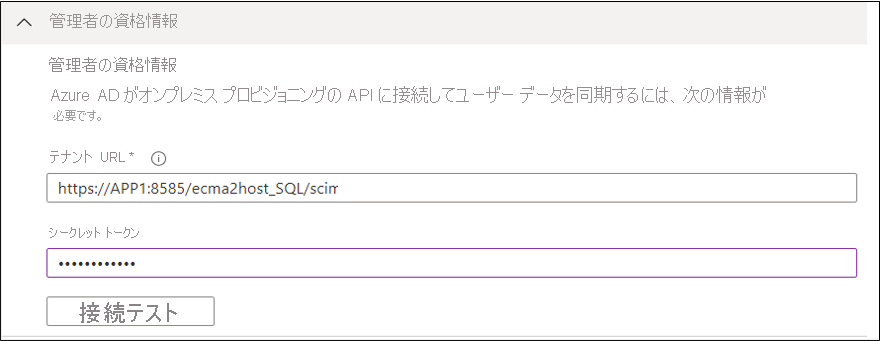 管理者の資格情報
管理者の資格情報
Azure AD がオンプレミス プロビジョニングの API に接続してユーザー データを同期するには、次の情報が
必要です。
テナント URL *
https://APP1:8585/ecma2host_SQL/scim
シークレット トークン
••••••••••••
接続テスト